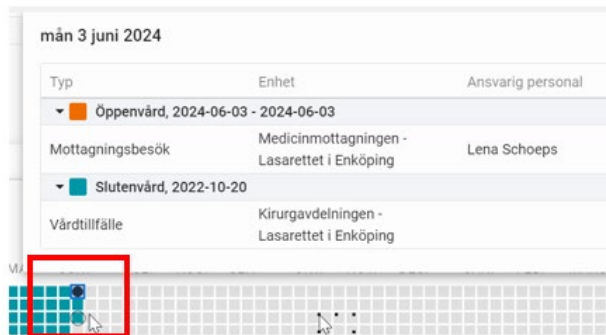 mån 3 juni 2024
Typ Enhet Ansvarig personal
Öppenvård, 2024-06-03 - 2024-06-03
Mottagningsbesök Medicinmottagningen - Lena Schoeps
Lasarettet i Enköping
Slutenvård, 2022-10-20
Vårdtillfälle Kirurgavdelningen -
Lasarettet i Enköping